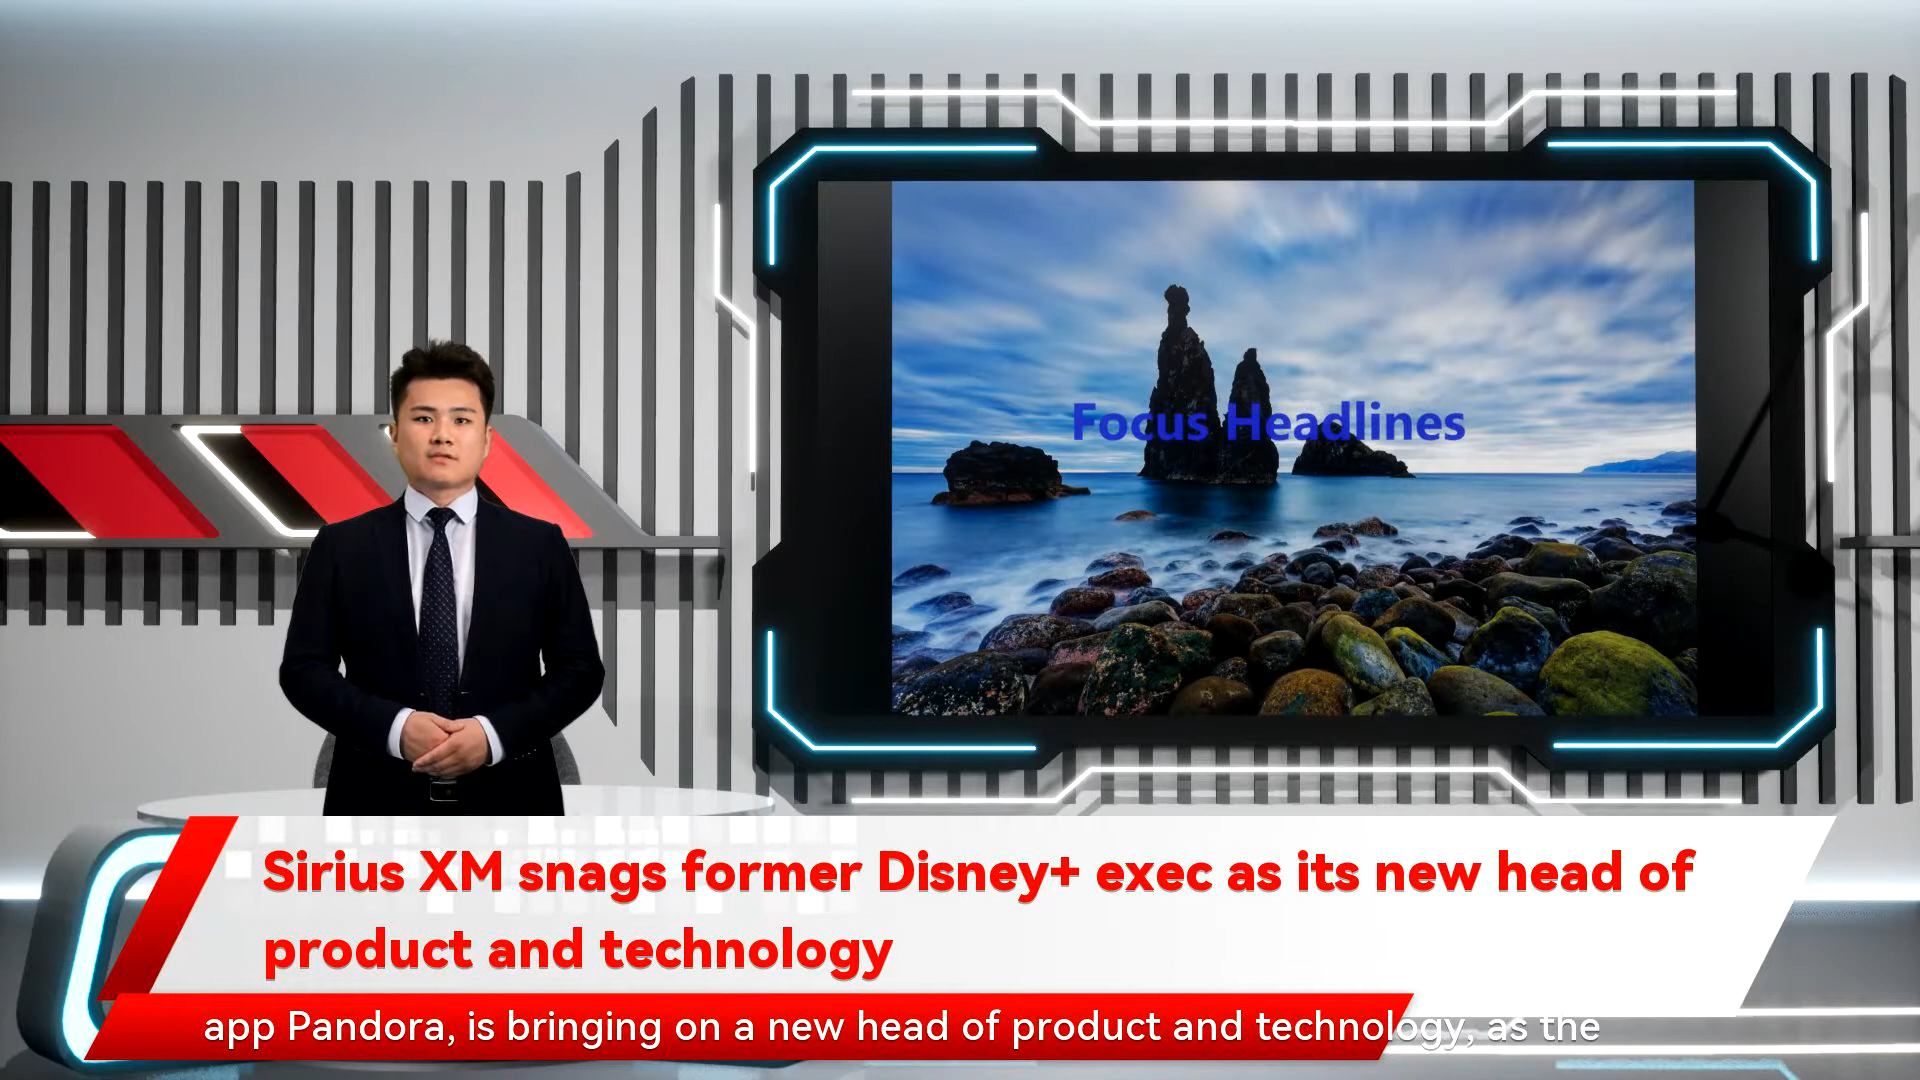 Focus Headlines
Sirius XM snags former Disney+ exec as its new head of
product and technology
app Pandora, is bringing on a new head of product and technology, as the